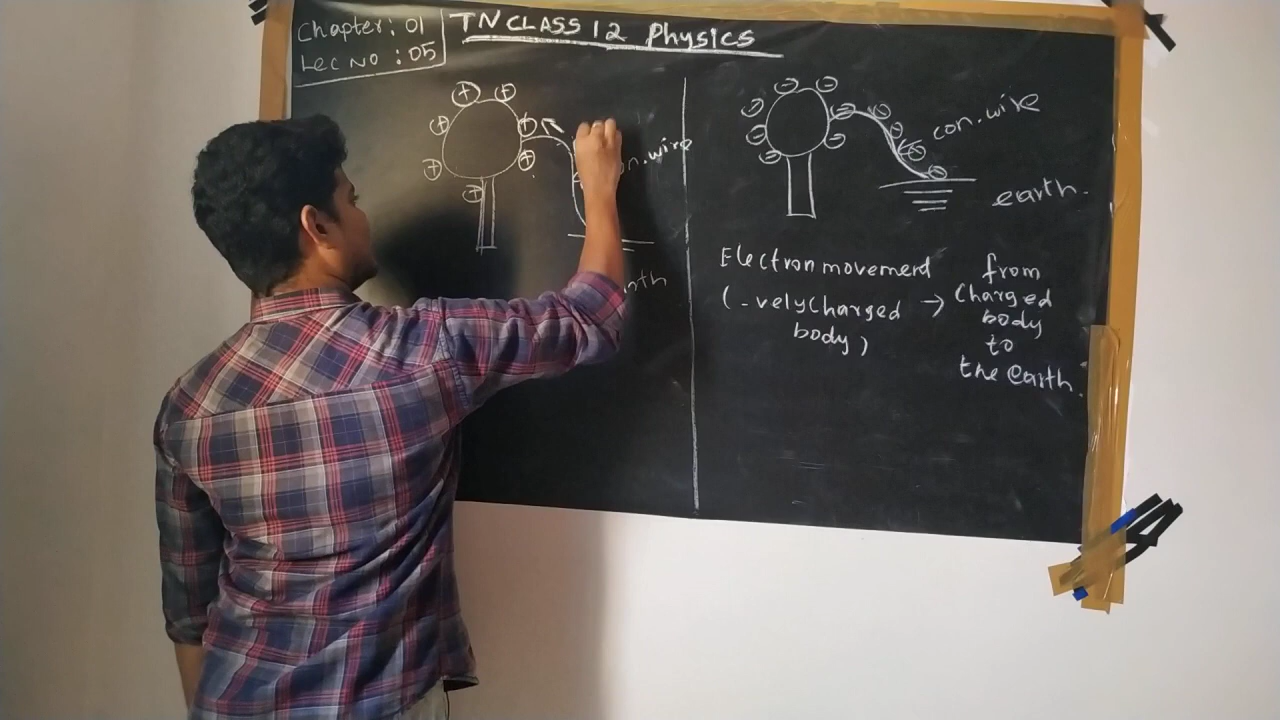 Chapter: 01
Lec No : 05
TN CLASS 12 Physics
on.wire
con.wire
earth.
Electron movement from
(-vely Charged → Charged
body) body
to
the Earth.